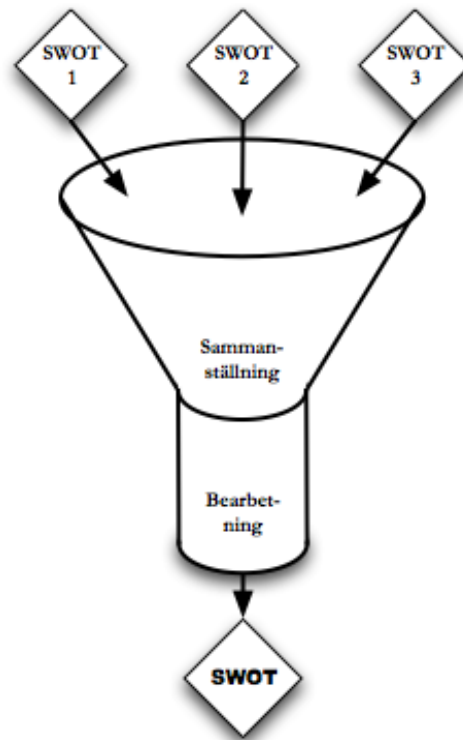 SWOT
1
SWOT
2
SWOT
3
Samman-
ställning
Bearbet-
ning
SWOT